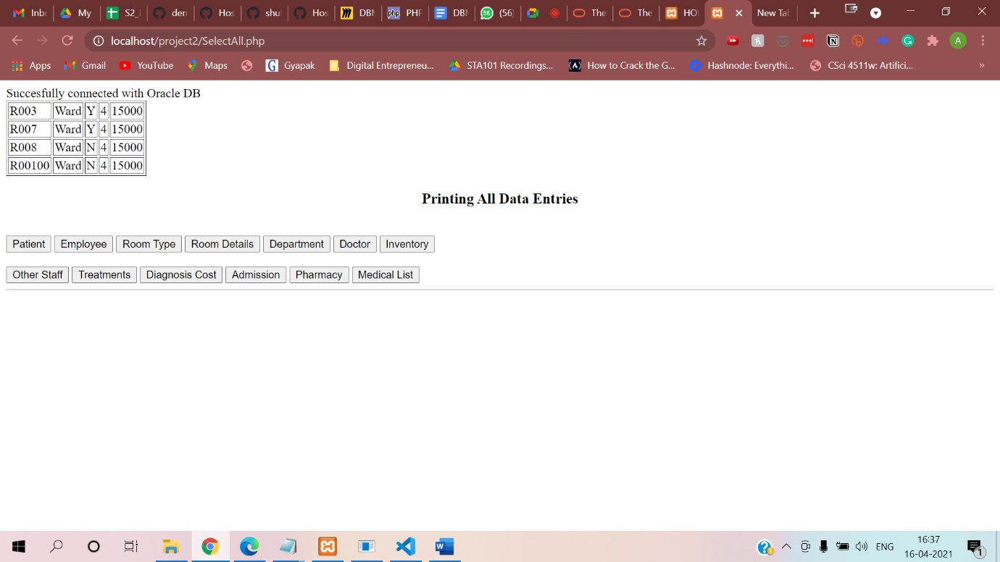 Inbo My S2_ den Hos shul Hos DBM PHP DBI (56) The The HO New Tab
localhost/project2/SelectAll.php
Apps Gmail YouTube Maps Gyapak Digital Entrepreneu... STA101 Recordings... How to Crack the G... Hashnode: Everythi... CSci 4511w: Artifici... »
Succesfully connected with Oracle DB
R003 Ward Y 4 15000
R007 Ward Y 4 15000
R008 Ward N 4 15000
R00100 Ward N 4 15000
Printing All Data Entries
Patient Employee Room Type Room Details Department Doctor Inventory
Other Staff Treatments Diagnosis Cost Admission Pharmacy Medical List
ENG 16:37
16-04-2021 1